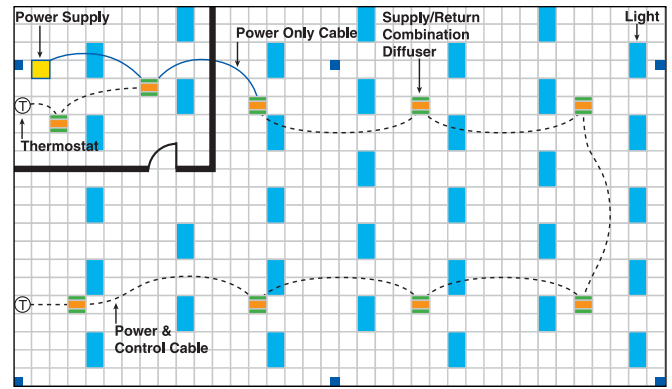 Power Supply
Power Only Cable
Supply/Return
Combination
Diffuser
Light
T
Thermostat
T
Power &
Control Cable